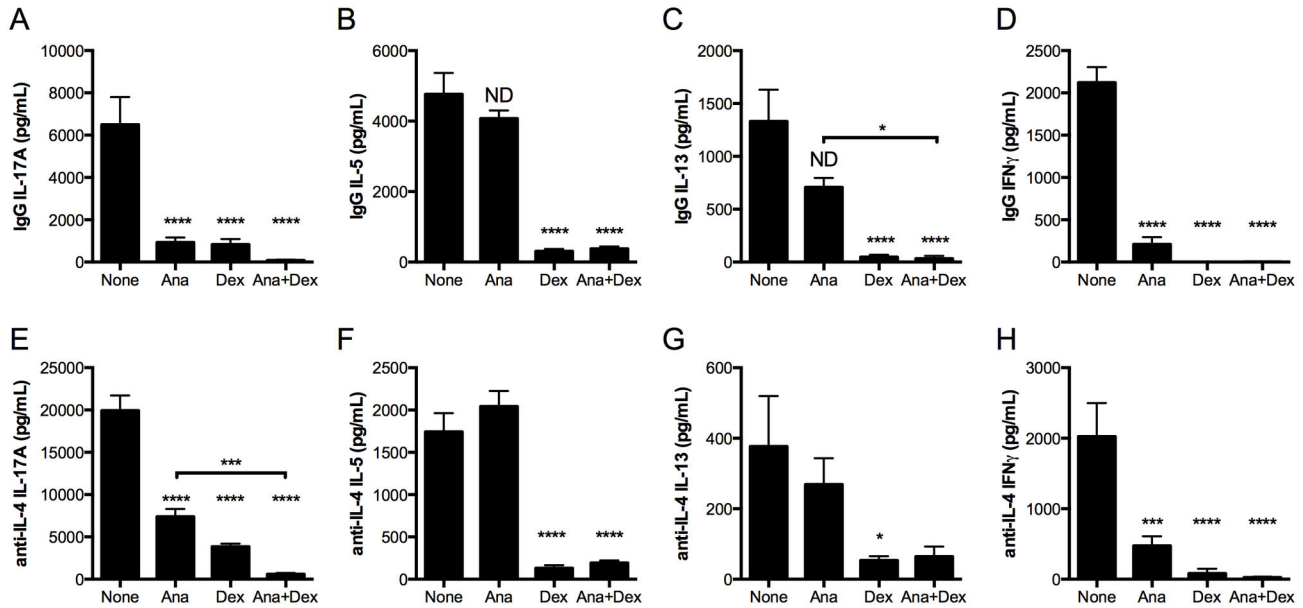 A
IgG IL-17A (pg/mL)
10000
8000
6000
4000
2000
0
**** **** ****
None Ana Dex Ana+Dex
B
IgG IL-5 (pg/mL)
6000
4000
2000
0
ND
**** ****
None Ana Dex Ana+Dex
C
IgG IL-13 (pg/mL)
2000
1500
1000
500
0
*
ND
**** ****
None Ana Dex Ana+Dex
D
IgG IFNγ (pg/mL)
2500
2000
1500
1000
500
0
**** **** ****
None Ana Dex Ana+Dex
E
anti-IL-4 IL-17A (pg/mL)
25000
20000
15000
10000
5000
0
***
**** **** ****
None Ana Dex Ana+Dex
F
anti-IL-4 IL-5 (pg/mL)
2500
2000
1500
1000
500
0
**** ****
None Ana Dex Ana+Dex
G
anti-IL-4 IL-13 (pg/mL)
600
400
200
0
*
None Ana Dex Ana+Dex
H
anti-IL-4 IFNγ (pg/mL)
3000
2000
1000
0
*** **** ****
None Ana Dex Ana+Dex